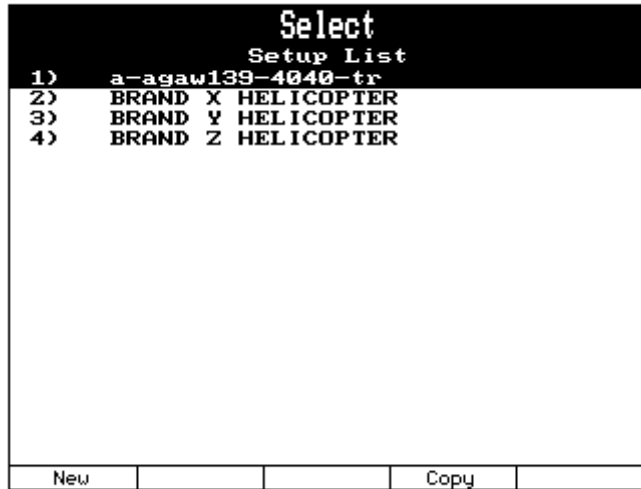 Select
Setup List
1) a-agaw139-4040-tr
2) BRAND X HELICOPTER
3) BRAND Y HELICOPTER
4) BRAND Z HELICOPTER
New Copy